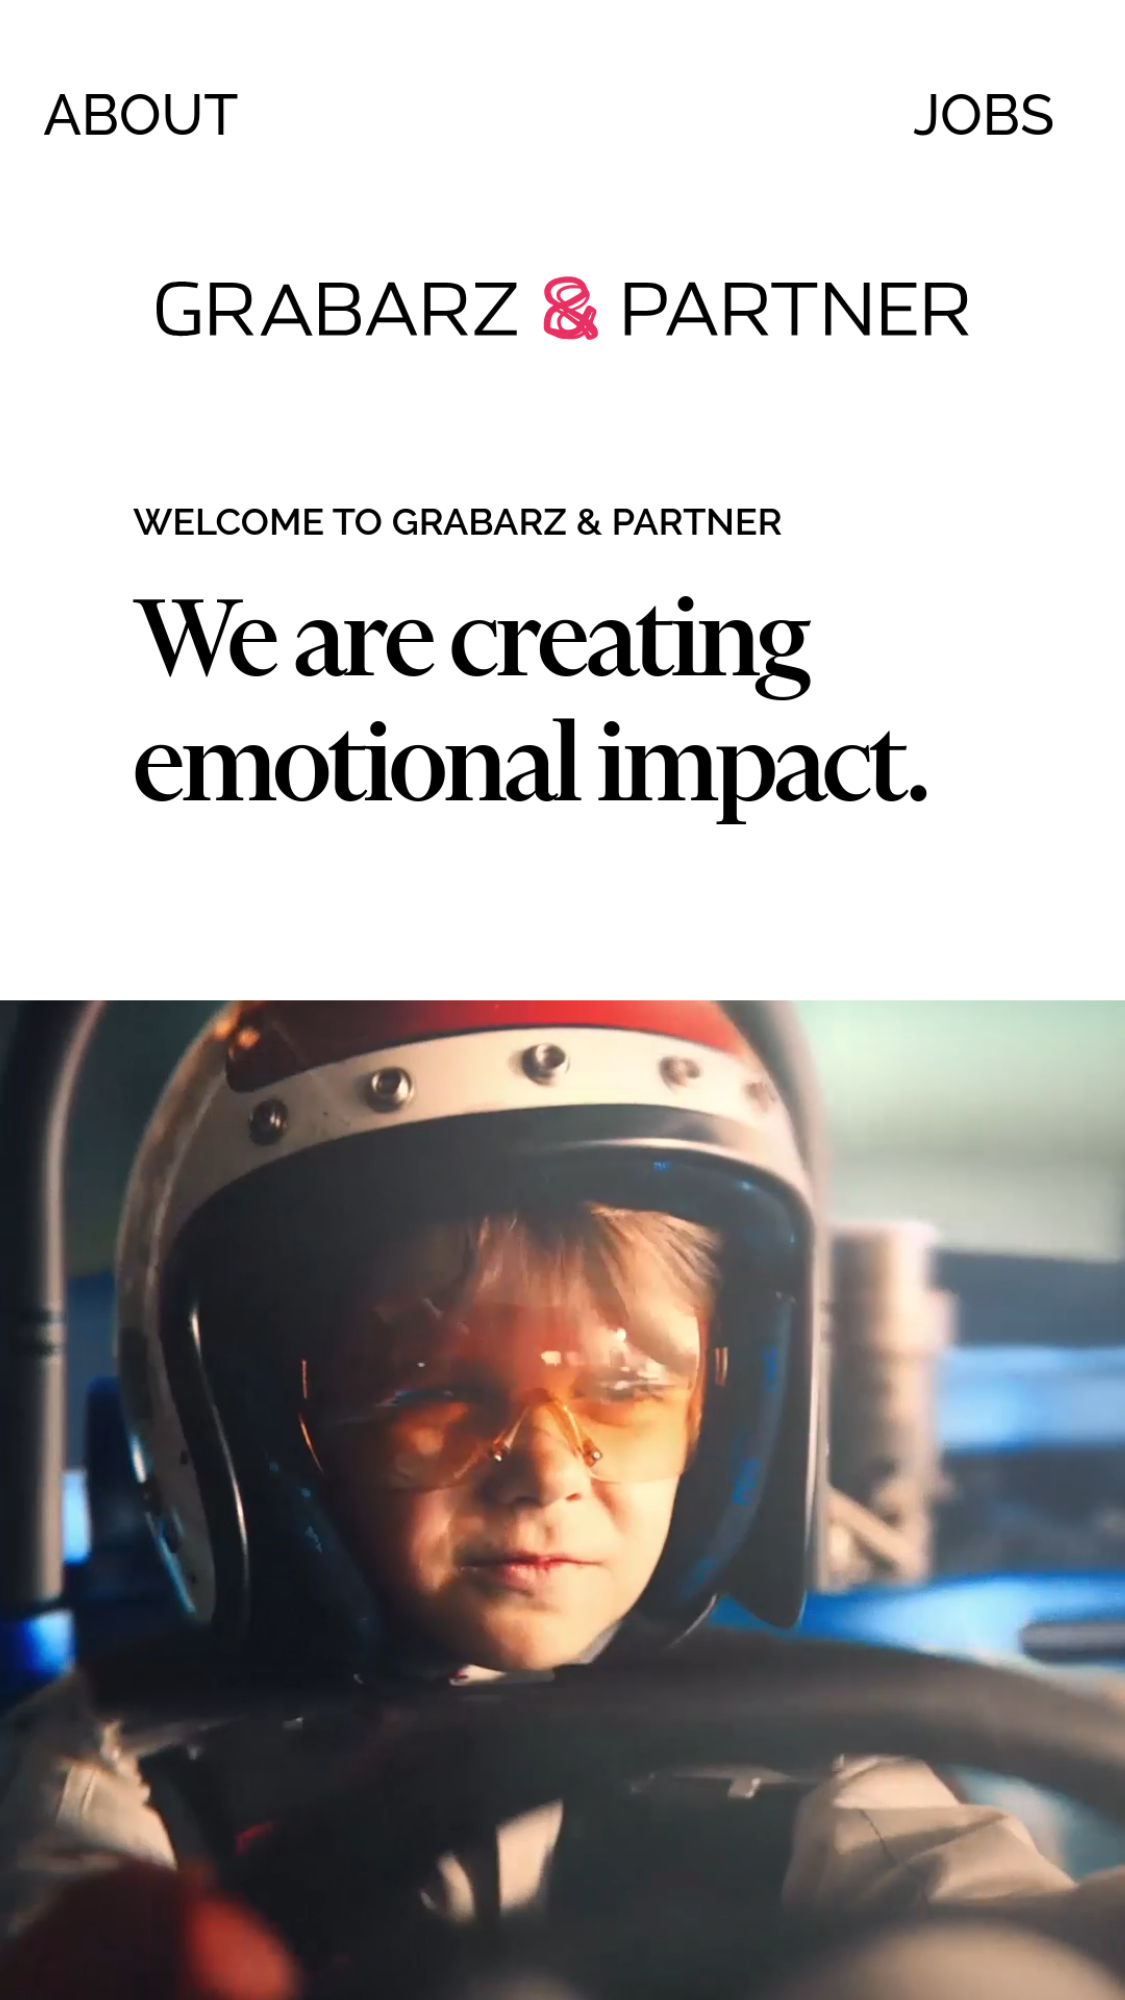 ABOUT
JOBS
GRABARZ & PARTNER
WELCOME TO GRABARZ & PARTNER
We are creating
emotional impact.